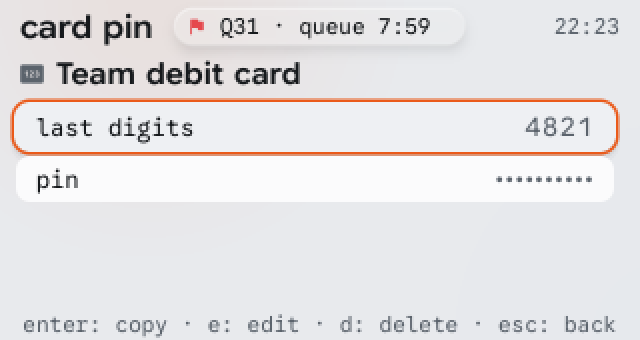 card pin Q31 · queue 7:59 22:23
123 Team debit card
last digits 4821
pin ••••••••••
enter: copy · e: edit · d: delete · esc: back